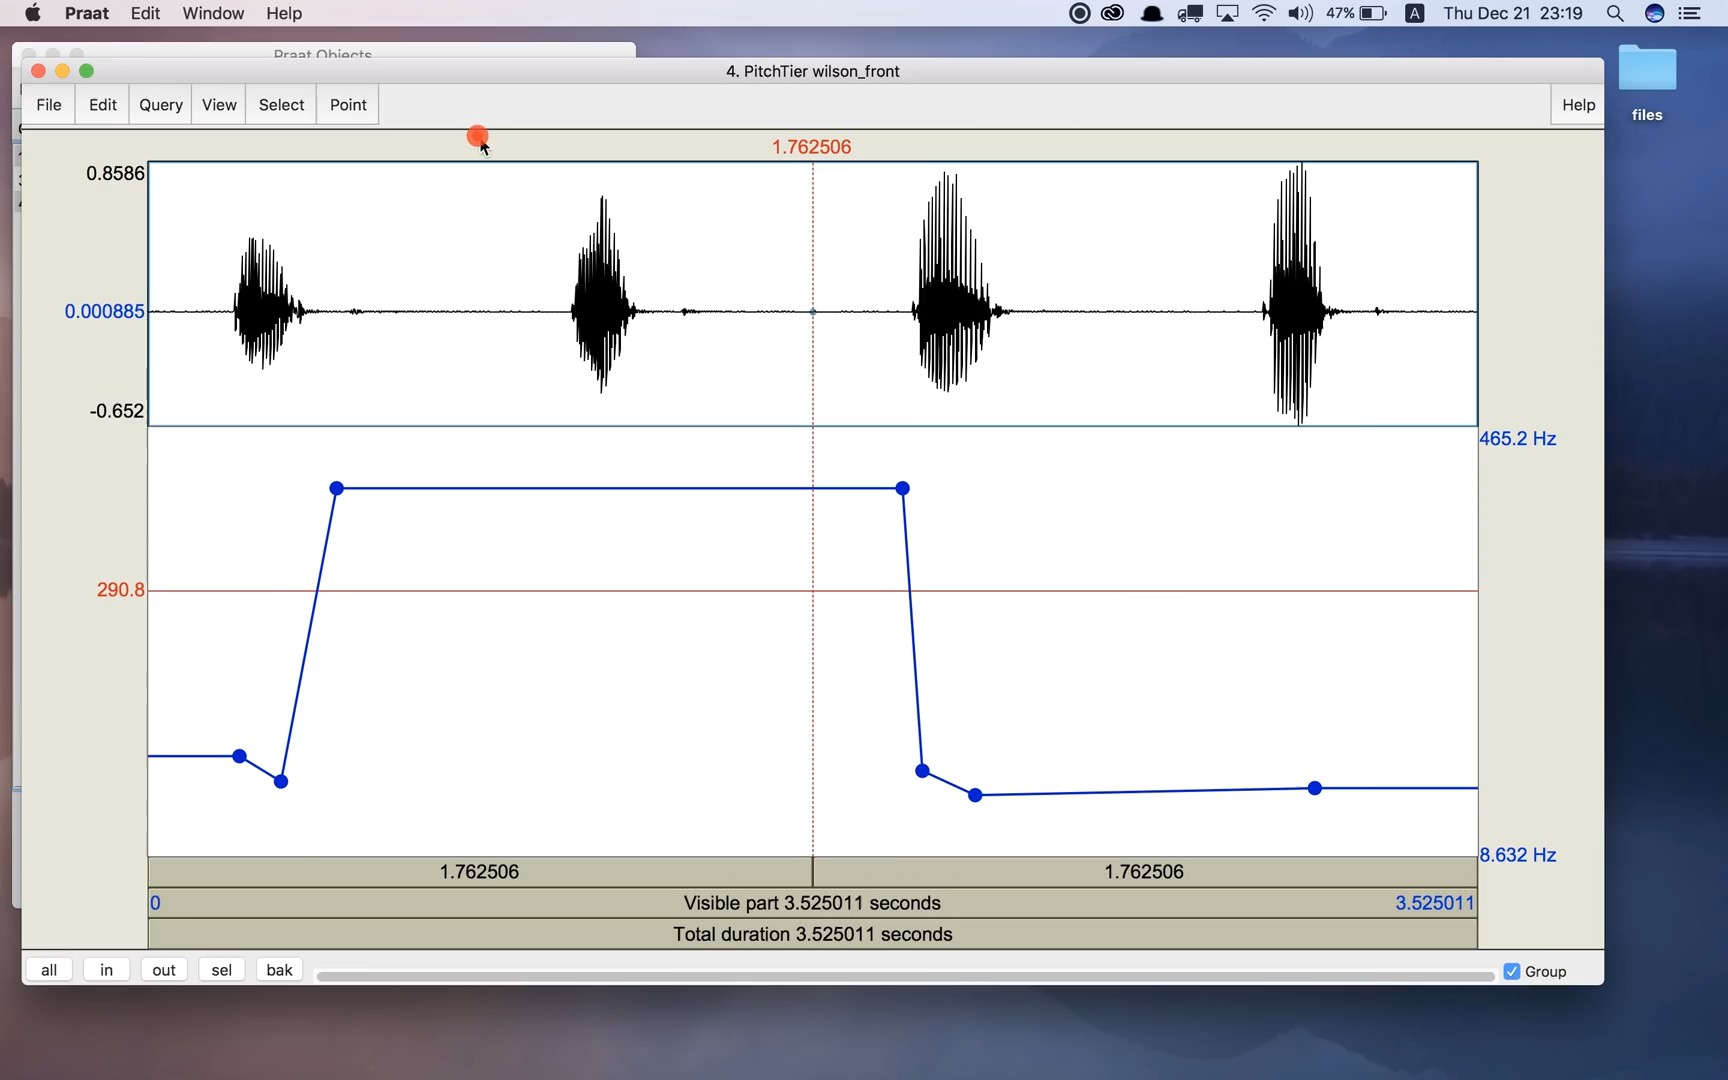 Praat Edit Window Help 47% A Thu Dec 21 23:19
Praat Objects
4. PitchTier wilson_front
files
File Edit Query View Select Point Help
1.762506
0.8586
0.000885
-0.652
465.2 Hz
290.8
8.632 Hz
1.762506 1.762506
0 Visible part 3.525011 seconds 3.525011
Total duration 3.525011 seconds
all in out sel bak Group